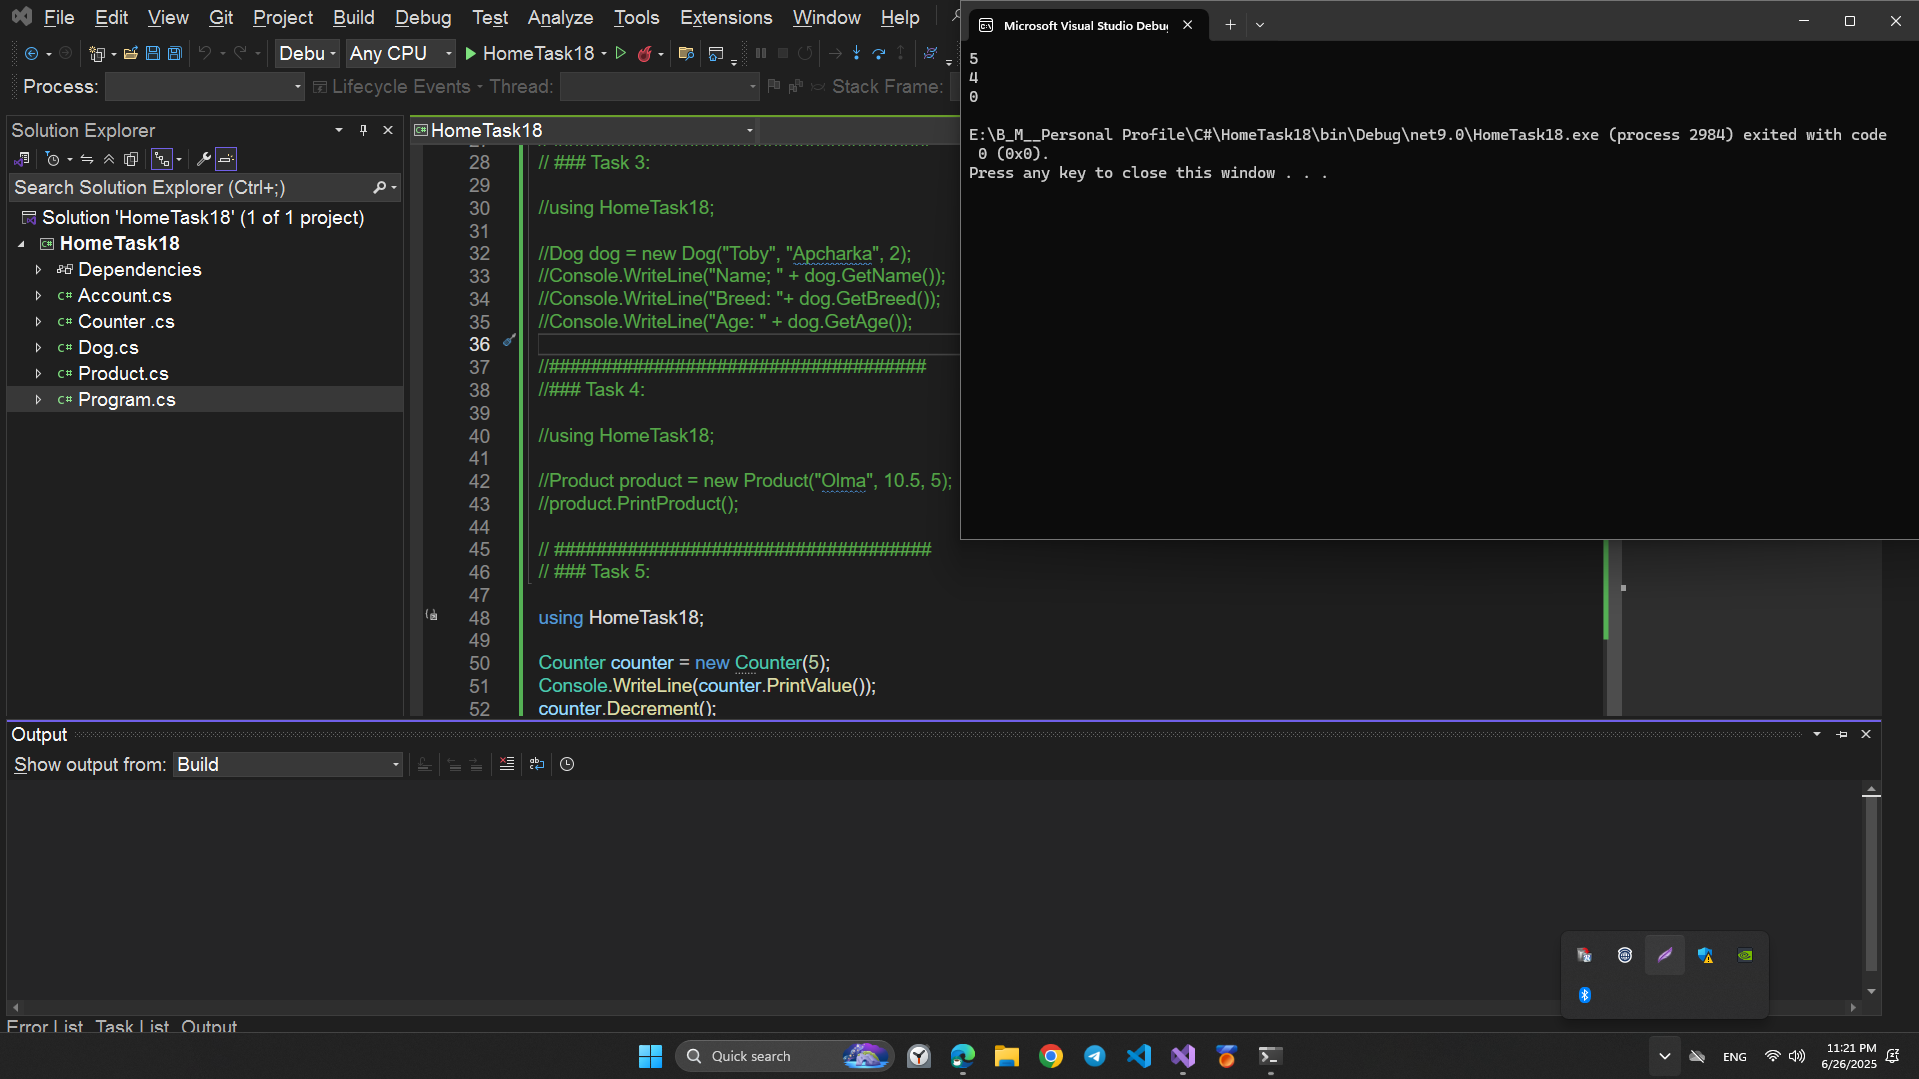 File Edit View Git Project Build Debug Test Analyze Tools Extensions Window Help
Debu Any CPU HomeTask18
Process: Lifecycle Events Thread: Stack Frame:
Solution Explorer
Search Solution Explorer (Ctrl+;)
Solution 'HomeTask18' (1 of 1 project)
HomeTask18
Dependencies
C# Account.cs
C# Counter .cs
C# Dog.cs
C# Product.cs
C# Program.cs
C# HomeTask18
28 // ### Task 3:
29
30 //using HomeTask18;
31
32 //Dog dog = new Dog("Toby", "Apcharka", 2);
33 //Console.WriteLine("Name; " + dog.GetName());
34 //Console.WriteLine("Breed: "+ dog.GetBreed());
35 //Console.WriteLine("Age: " + dog.GetAge());
36
37 //###################################
38 //### Task 4:
39
40 //using HomeTask18;
41
42 //Product product = new Product("Olma", 10.5, 5);
43 //product.PrintProduct();
44
45 // ###################################
46 // ### Task 5:
47
48 using HomeTask18;
49
50 Counter counter = new Counter(5);
51 Console.WriteLine(counter.PrintValue());
52 counter.Decrement();
Microsoft Visual Studio Debug
5
4
0
E:\B_M__Personal Profile\C#\HomeTask18\bin\Debug\net9.0\HomeTask18.exe (process 2984) exited with code
0 (0x0).
Press any key to close this window . . .
Output
Show output from: Build
Error List Task List Output
Quick search
ENG
11:21 PM
6/26/2025